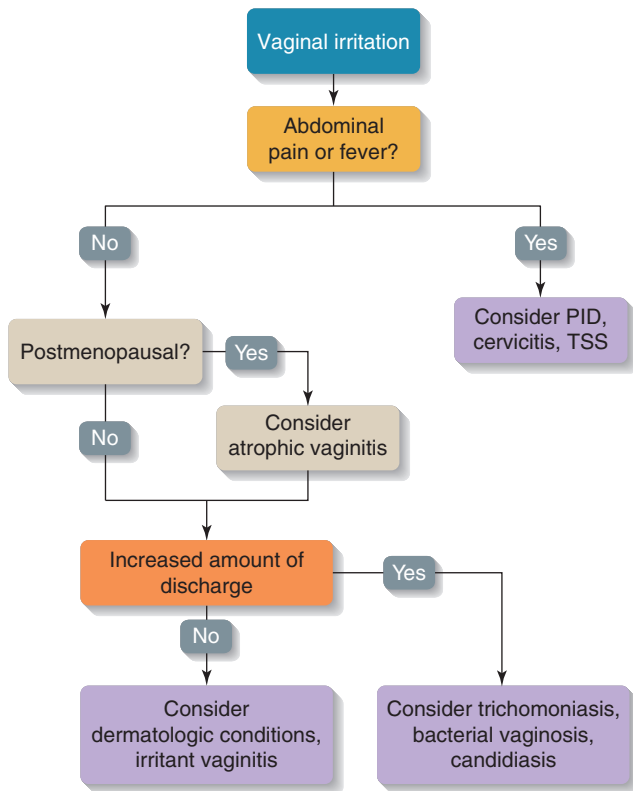 Vaginal irritation
Abdominal
pain or fever?
No
Yes
Consider PID,
cervicitis, TSS
Postmenopausal?
Yes
No
Consider
atrophic vaginitis
Increased amount of
discharge
Yes
No
Consider
dermatologic conditions,
irritant vaginitis
Consider trichomoniasis,
bacterial vaginosis,
candidiasis